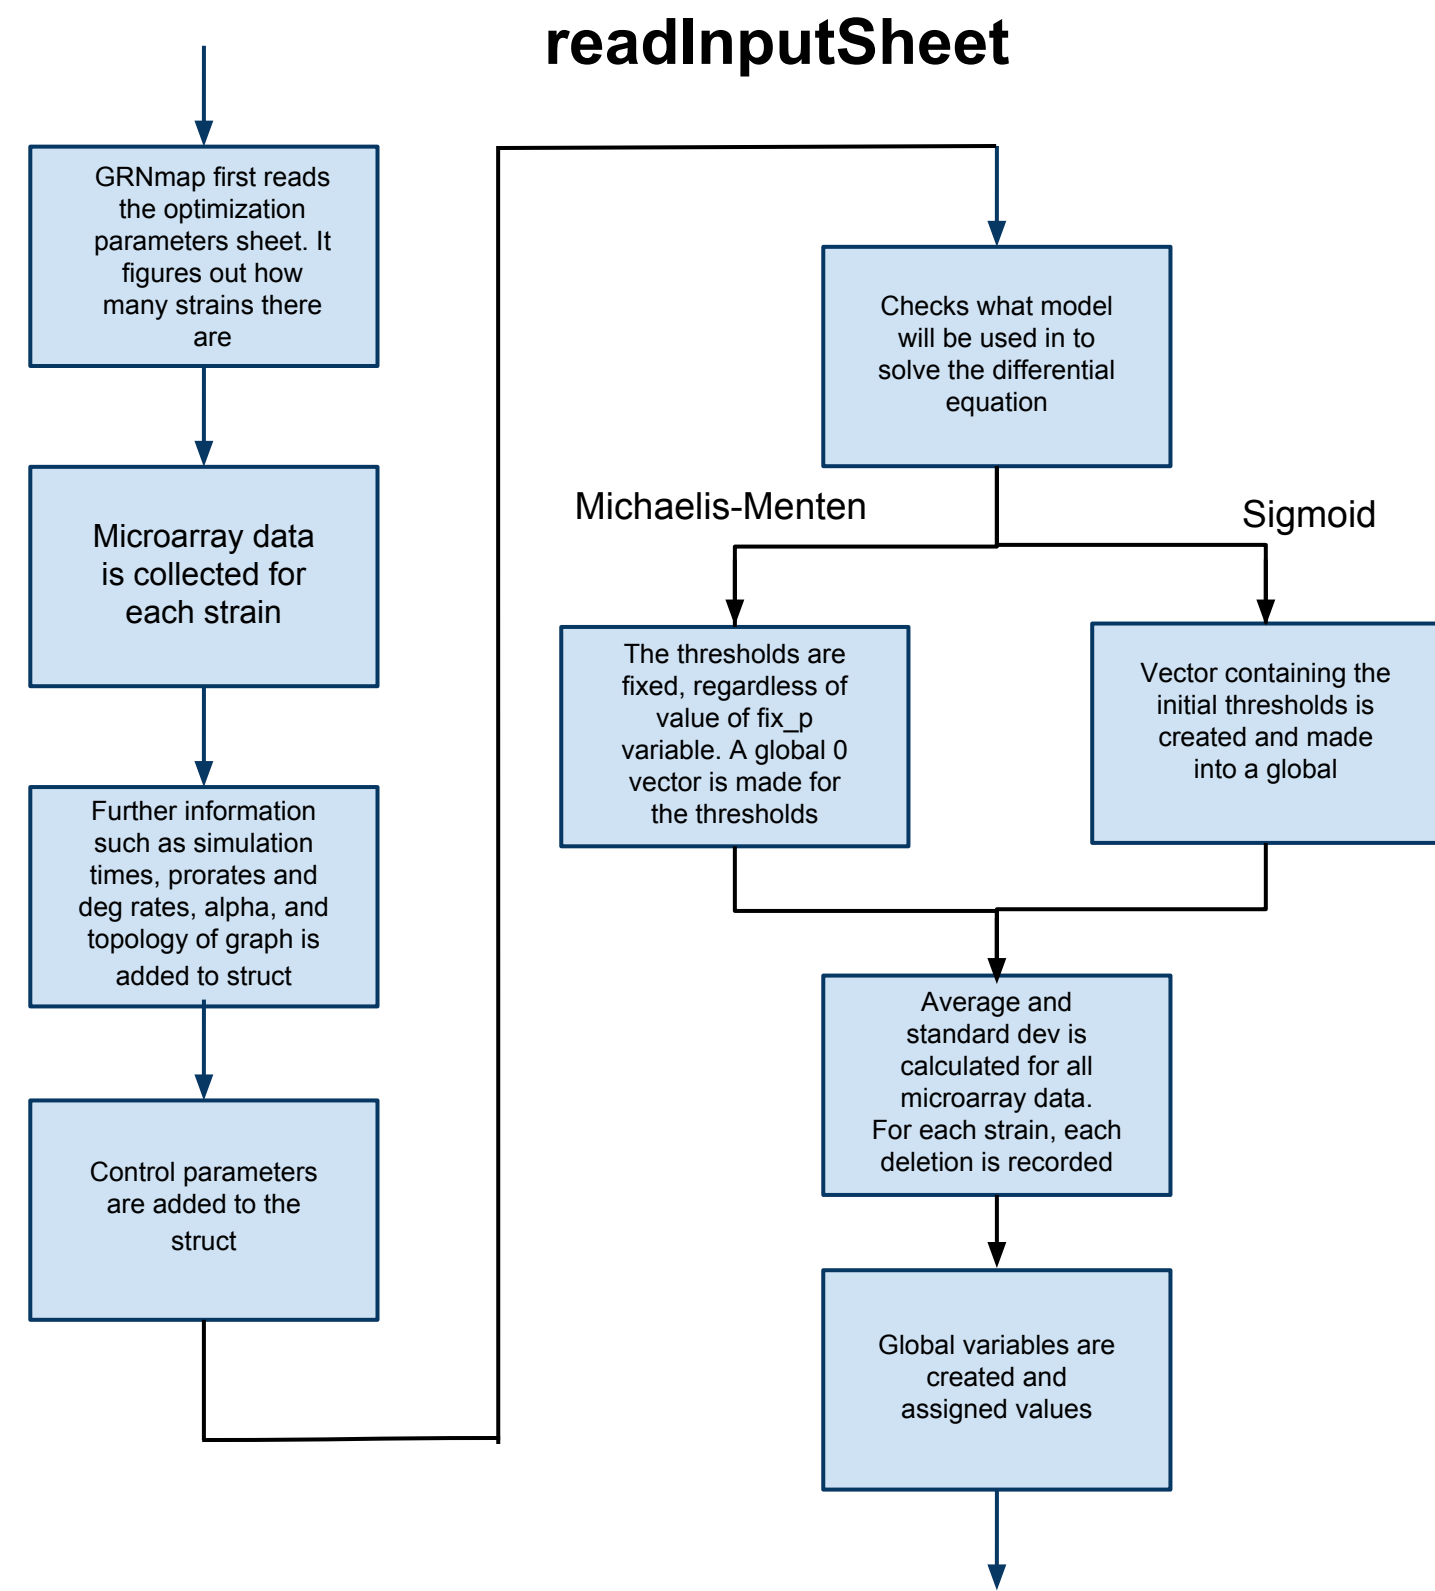 readInputSheet
GRNmap first reads
the optimization
parameters sheet. It
figures out how
many strains there
are
Microarray data
is collected for
each strain
Further information
such as simulation
times, prorates and
deg rates, alpha, and
topology of graph is
added to struct
Control parameters
are added to the
struct
Checks what model
will be used in to
solve the differential
equation
Michaelis-Menten
Sigmoid
The thresholds are
fixed, regardless of
value of fix_p
variable. A global 0
vector is made for
the thresholds
Vector containing the
initial thresholds is
created and made
into a global
Average and
standard dev is
calculated for all
microarray data.
For each strain, each
deletion is recorded
Global variables are
created and
assigned values